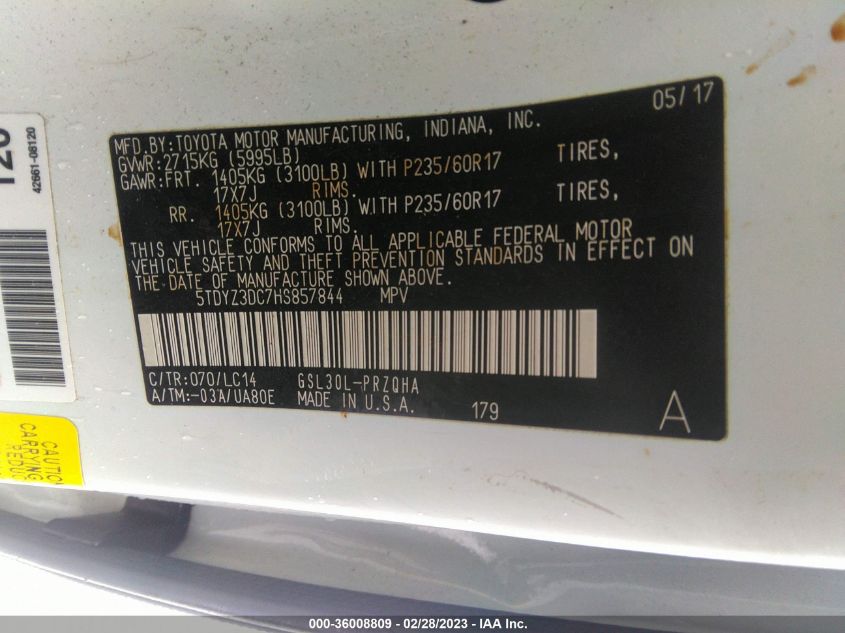 05/17
MFD.BY:TOYOTA MOTOR MANUFACTURING, INDIANA, INC.
GVWR:2715KG (5995LB)
GAWR:FRT. 1405KG (3100LB) WITH P235/60R17 TIRES,
17X7J RIMS.
RR. 1405KG (3100LB) WITH P235/60R17 TIRES,
17X7J RIMS.
THIS VEHICLE CONFORMS TO ALL APPLICABLE FEDERAL MOTOR
VEHICLE SAFETY AND THEFT PREVENTION STANDARDS IN EFFECT ON
THE DATE OF MANUFACTURE SHOWN ABOVE.
5TDYZ3DC7HS857844 MPV
C/TR:070/LC14 GSL30L-PRZQHA
A/TM:-03A/UA80E MADE IN U.S.A. 179 A
42661-08120
CAUTION
CARRYING
000-36008809 - 02/28/2023 - IAA Inc.